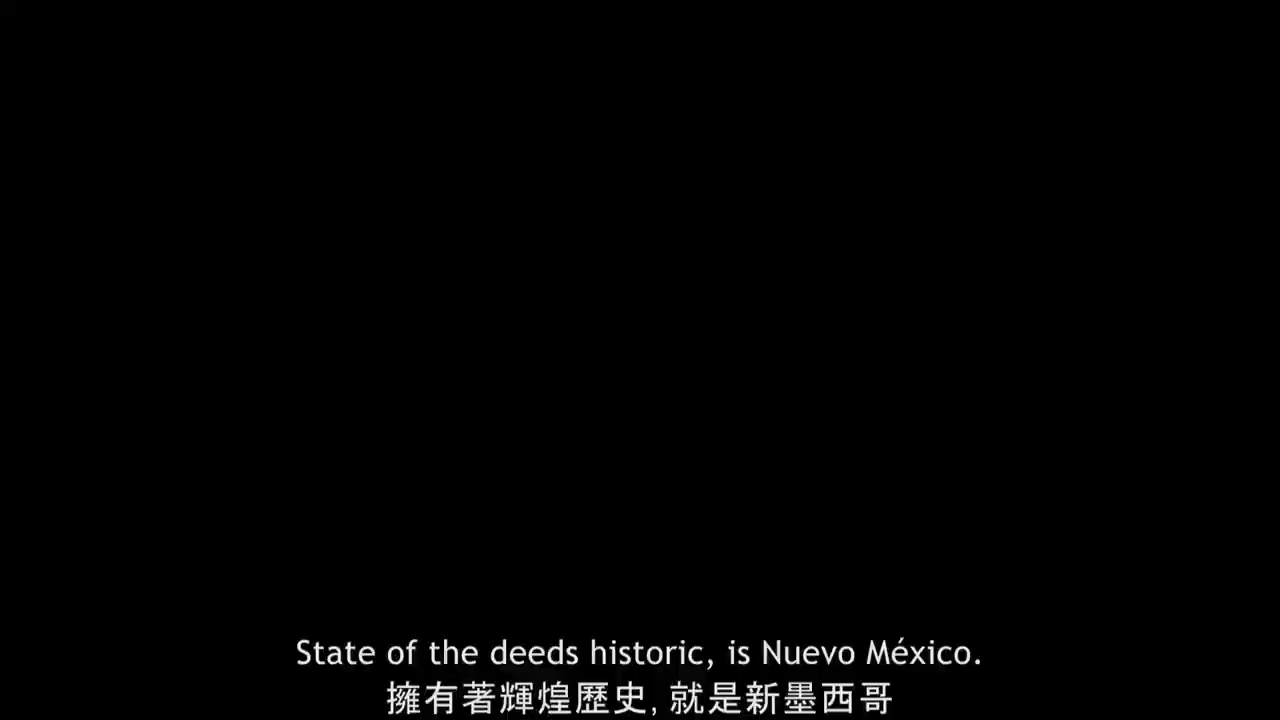 State of the deeds historic, is Nuevo México.
擁有著輝煌歷史, 就是新墨西哥